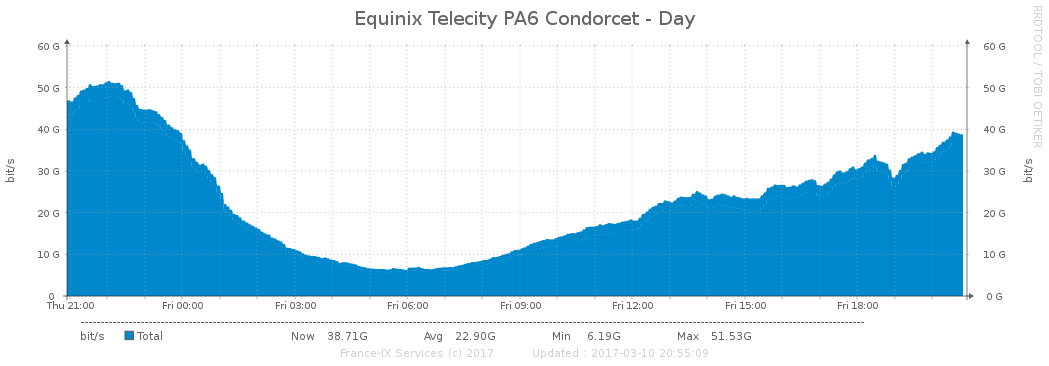 Equinix Telecity PA6 Condorcet - Day
RRDTOOL / TOBI OETIKER
60 G 60 G
50 G 50 G
40 G 40 G
30 G 30 G
20 G 20 G
10 G 10 G
0 0 G
bit/s bit/s
Thu 21:00 Fri 00:00 Fri 03:00 Fri 06:00 Fri 09:00 Fri 12:00 Fri 15:00 Fri 18:00
bit/s Total Now 38.71G Avg 22.90G Min 6.19G Max 51.53G
France-IX Services (c) 2017 Updated : 2017-03-10 20:55:09